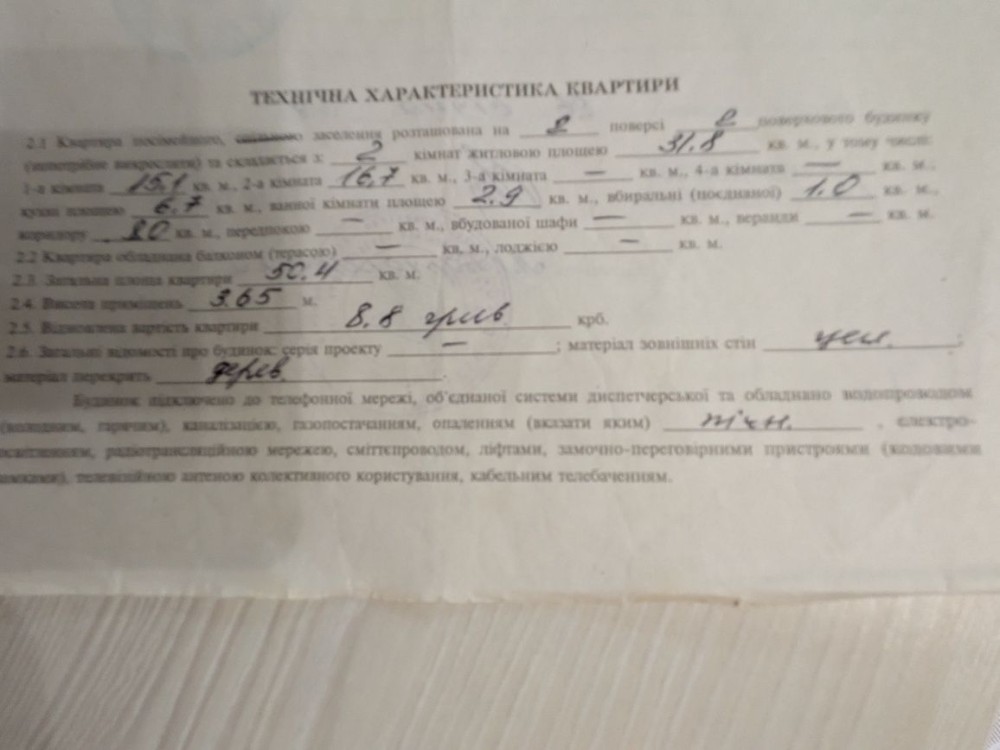 ТЕХНІЧНА ХАРАКТЕРИСТИКА КВАРТИРИ
2.1 Квартира посімейного, спільного заселення розташована на 2 поверсі 2 поверхового будинку
(непотрібне викреслити) та складається з: 2 кімнат житловою площею 31.8 кв. м., у тому числі:
1-а кімната 15,1 кв. м., 2-а кімната 16,7 кв. м., 3-а кімната — кв. м., 4-а кімната — кв. м.,
кухні площею 6.7 кв. м., ванної кімнати площею 2.9 кв. м., вбиральні (поєднаної) 1.0 кв. м.,
коридору 8.0 кв. м., передпокою — кв. м., вбудованої шафи — кв. м., веранди — кв. м.
2.2 Квартира обладнана балконом (терасою) — кв. м., лоджією — кв. м.
2.3. Загальна площа квартири 50.4 кв. м.
2.4. Висота приміщень 3.65 м.
2.5. Відновлена вартість квартири 8.8 крб.
2.6. Загальні відомості про будинок: серія проекту — ; матеріал зовнішніх стін ;
матеріал перекрить дерев.
Будинок підключено до телефонної мережі, об'єднаної системи диспетчерської та обладнано водопроводом
(холодним, гарячим), каналізацією, газопостачанням, опаленням (вказати яким) пічн. , електро-
освітленням, радіотрансляційною мережею, сміттєпроводом, ліфтами, замочно-переговірними пристроями (кодовими
замками), телевізійною антеною колективного користування, кабельним телебаченням.